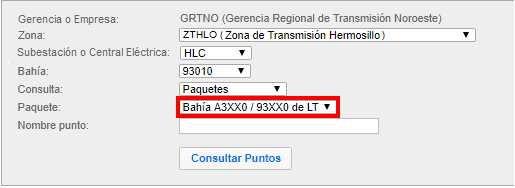 Gerencia o Empresa: GRTNO (Gerencia Regional de Transmisión Noroeste)
Zona: ZTHLO ( Zona de Transmisión Hermosillo )
Subestación o Central Eléctrica: HLC
Bahía: 93010
Consulta: Paquetes
Paquete: Bahía A3XX0 / 93XX0 de LT
Nombre punto:
Consultar Puntos